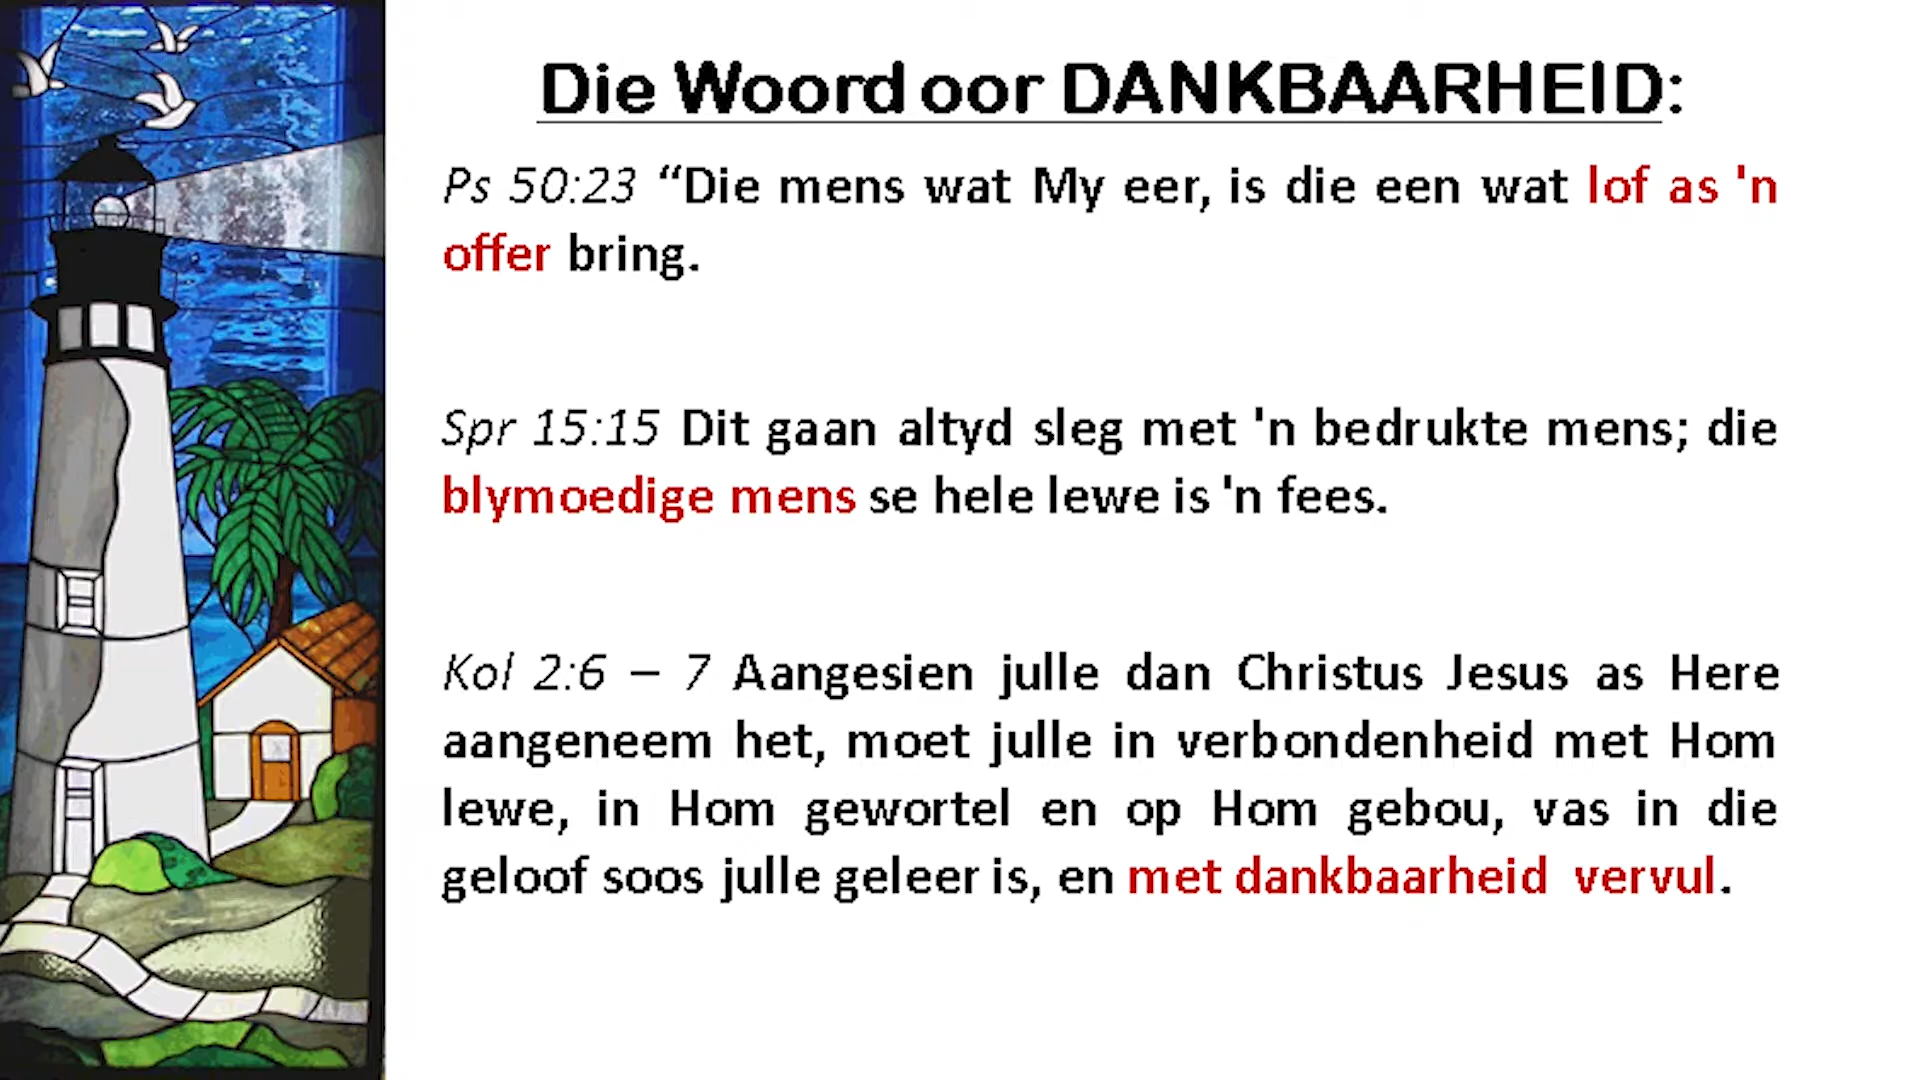 Die Woord oor DANKBAARHEID:
Ps 50:23 “Die mens wat My eer, is die een wat lof as 'n
offer bring.
Spr 15:15 Dit gaan altyd sleg met 'n bedrukte mens; die
blymoedige mens se hele lewe is 'n fees.
Kol 2:6 – 7 Aangesien julle dan Christus Jesus as Here
aangeneem het, moet julle in verbondenheid met Hom
lewe, in Hom gewortel en op Hom gebou, vas in die
geloof soos julle geleer is, en met dankbaarheid vervul.